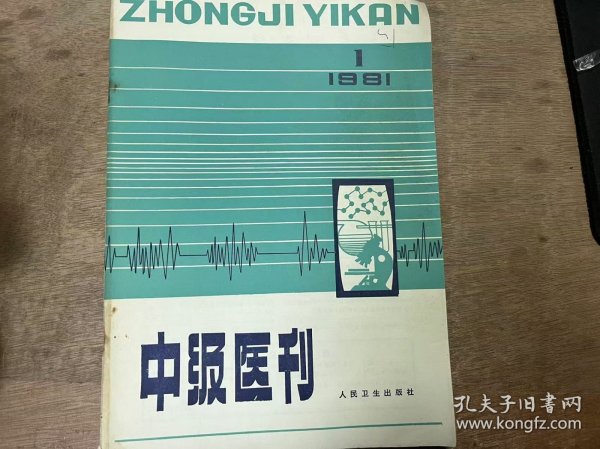 ZHONGJI YIKAN
1
1981
中级医刊
人民卫生出版社
孔夫子旧书网
www.kongfz.com